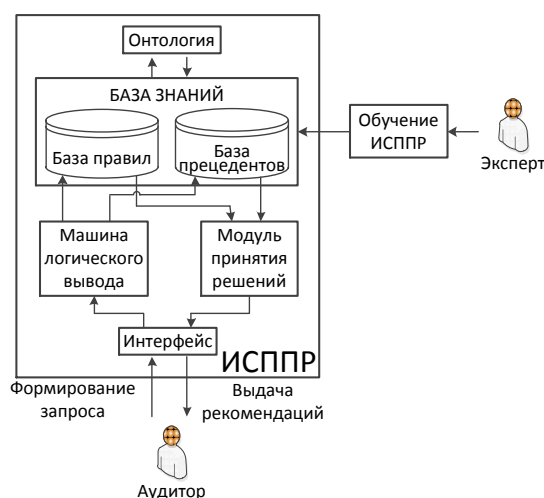 Онтология
БАЗА ЗНАНИЙ
База правил
База
прецедентов
Обучение
ИСППР
Эксперт
Машина
логического
вывода
Модуль
принятия
решений
Интерфейс
ИСППР
Формирование
запроса
Выдача
рекомендаций
Аудитор